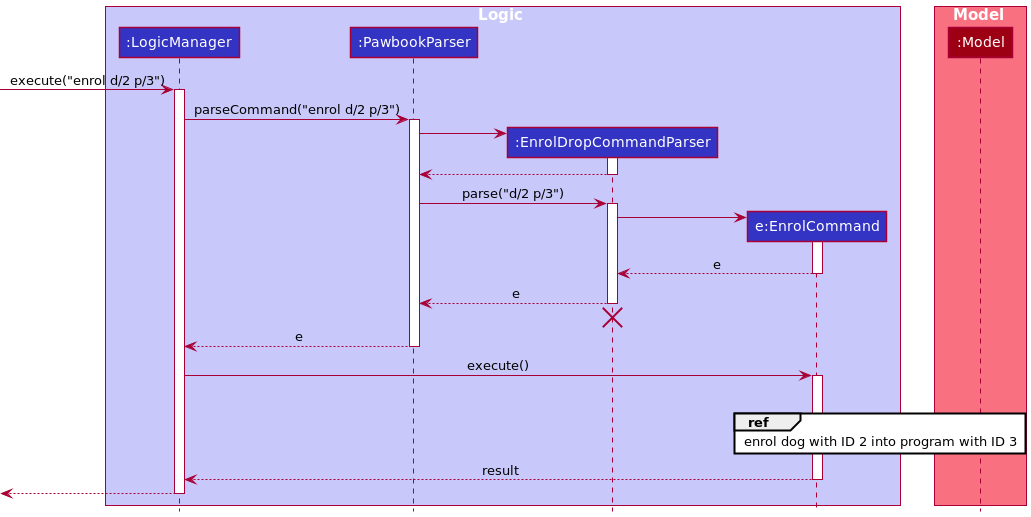 Logic
Model
:LogicManager
:PawbookParser
:Model
execute("enrol d/2 p/3")
parseCommand("enrol d/2 p/3")
:EnrolDropCommandParser
parse("d/2 p/3")
e:EnrolCommand
e
e
e
execute()
ref
enrol dog with ID 2 into program with ID 3
result